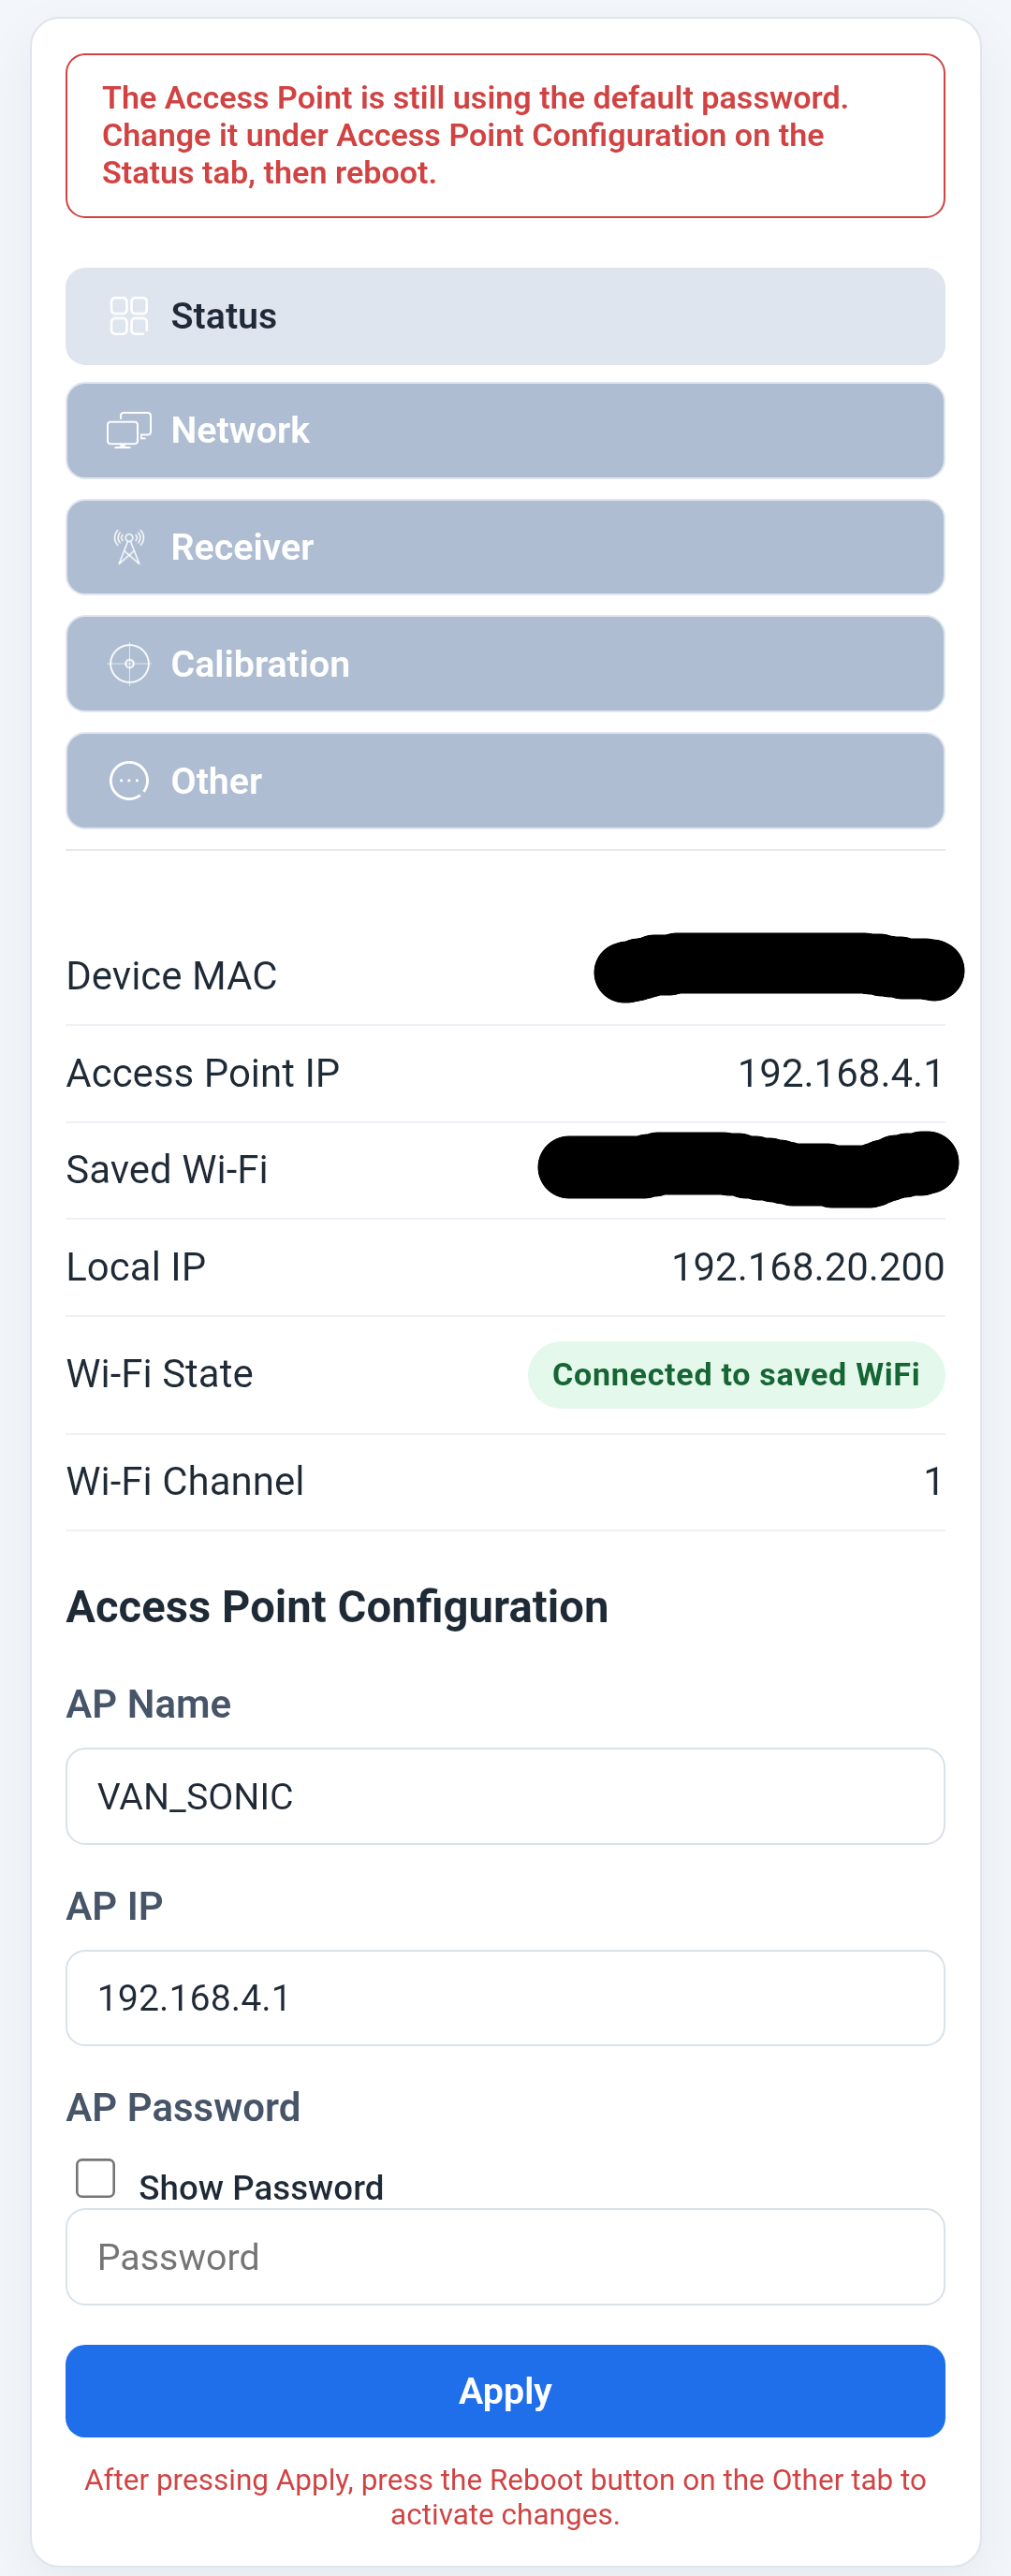 The Access Point is still using the default password.
Change it under Access Point Configuration on the
Status tab, then reboot.
Status
Network
Receiver
Calibration
Other
Device MAC
Access Point IP 192.168.4.1
Saved Wi-Fi
Local IP 192.168.20.200
Wi-Fi State Connected to saved WiFi
Wi-Fi Channel 1
Access Point Configuration
AP Name
VAN_SONIC
AP IP
192.168.4.1
AP Password
Show Password
Password
Apply
After pressing Apply, press the Reboot button on the Other tab to
activate changes.